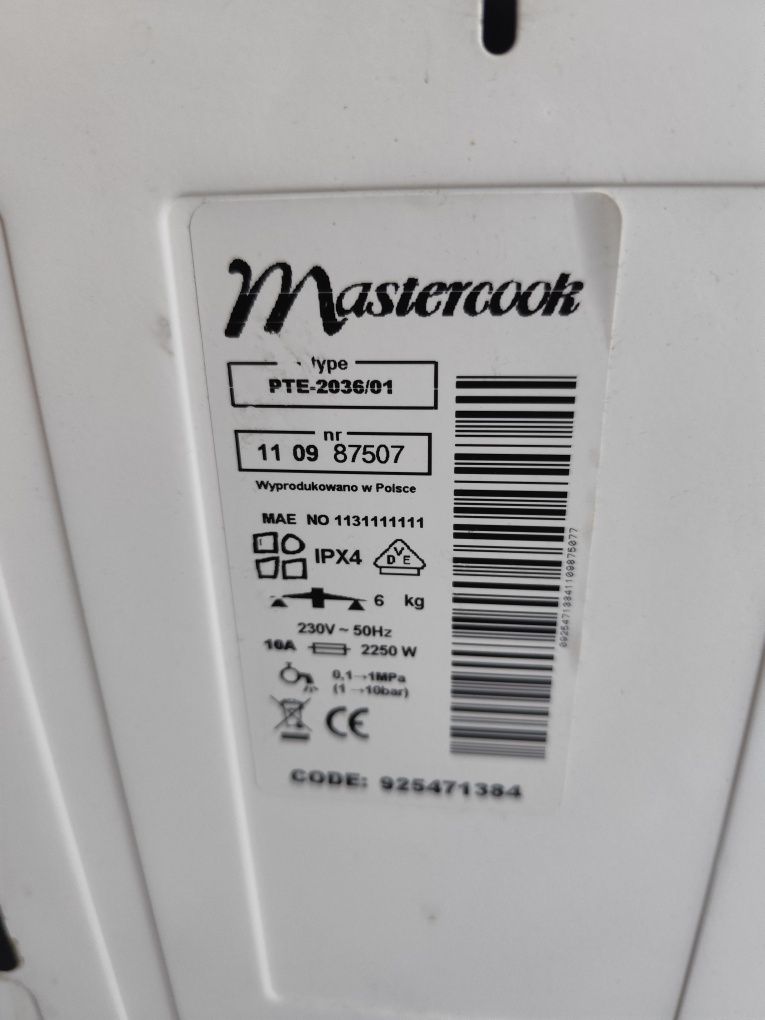 Mastercook
type
PTE-2036/01
nr
11 09 87507
Wyprodukowano w Polsce
MAE NO 1131111111
IPX4
DVE
6 kg
230V ~ 50Hz
10A 2250 W
0,1→1MPa
(1 →10bar)
CE
CODE: 925471384